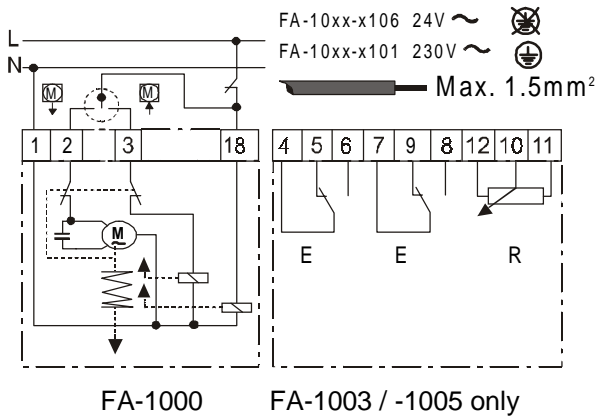 FA-10xx-x106 24V ~
L
FA-10xx-x101 230V ~
N
Max. 1.5mm²
M M
1 2 3 18 4 5 6 7 9 8 12 10 11
M
~
E E R
FA-1000 FA-1003 / -1005 only